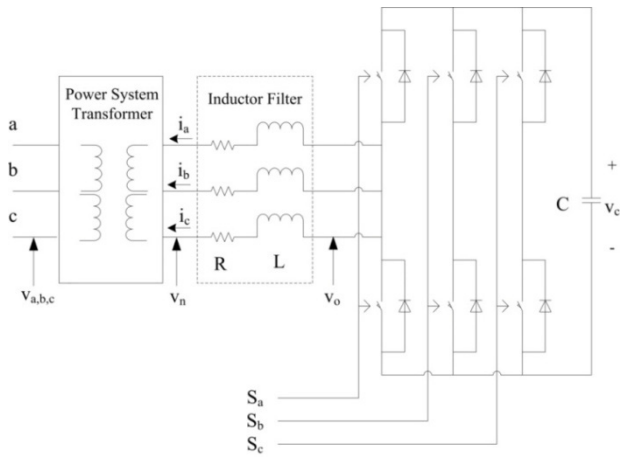 Power System
Transformer
Inductor Filter
a
b
c
i_a
i_b
i_c
R
L
v_a,b,c
v_n
v_o
C
+
v_c
-
S_a
S_b
S_c